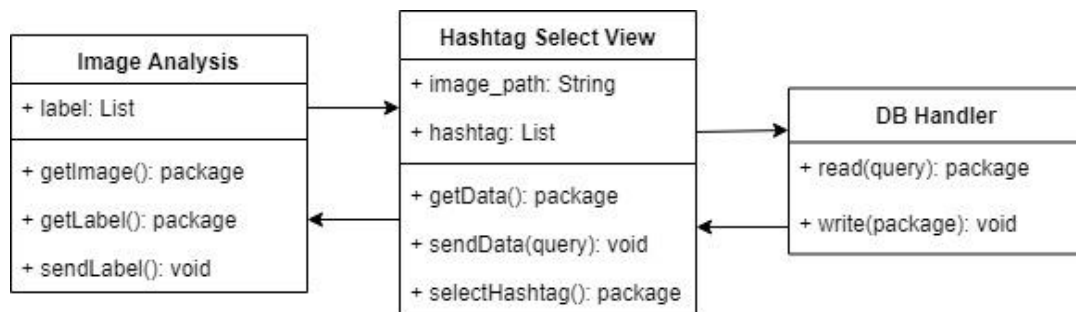 Image Analysis
+ label: List
+ getImage(): package
+ getLabel(): package
+ sendLabel(): void
Hashtag Select View
+ image_path: String
+ hashtag: List
+ getData(): package
+ sendData(query): void
+ selectHashtag(): package
DB Handler
+ read(query): package
+ write(package): void